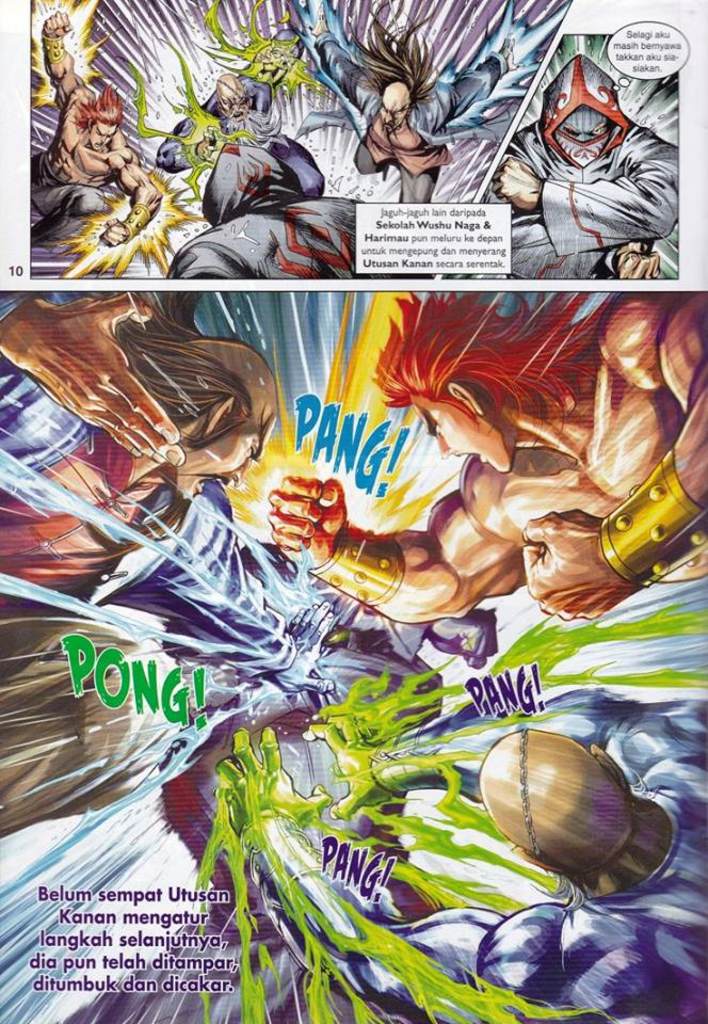 Selagi aku
masih bernyawa
takkan aku sia-
siakan.
Jaguh-jaguh lain daripada
Sekolah Wushu Naga &
Harimau pun meluru ke depan
untuk mengepung dan menyerang
Utusan Kanan secara serentak.
10
PANG!
PONG!
PANG!
PANG!
Belum sempat Utusan
Kanan mengatur
langkah selanjutnya,
dia pun telah ditampar,
ditumbuk dan dicakar.